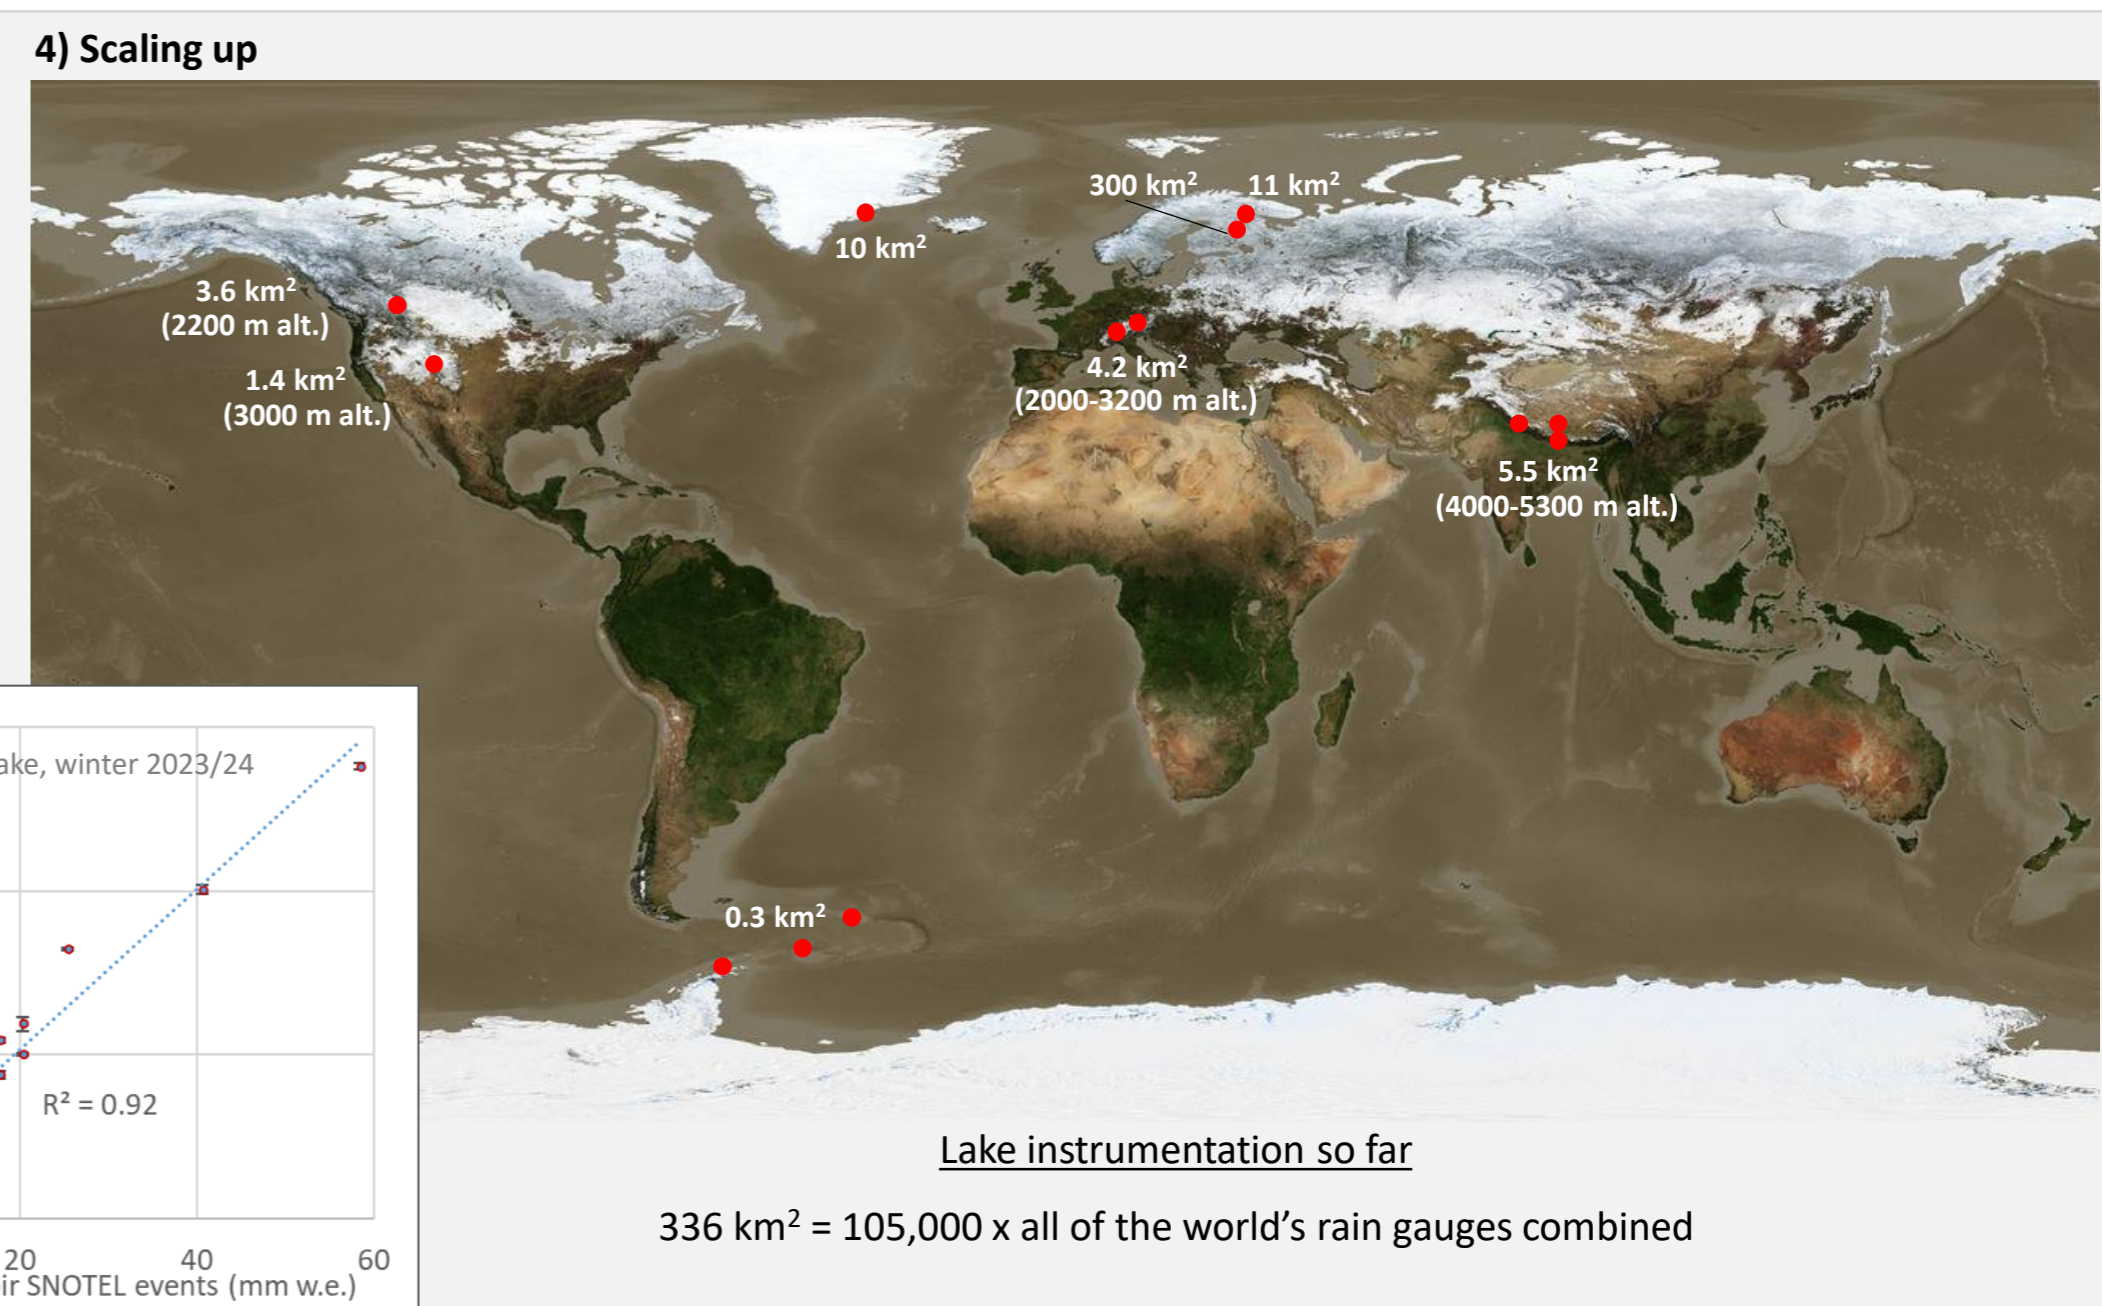 4) Scaling up
300 km² 11 km²
10 km²
3.6 km²
(2200 m alt.)
1.4 km²
(3000 m alt.)
4.2 km²
(2000-3200 m alt.)
5.5 km²
(4000-5300 m alt.)
0.3 km²
ake, winter 2023/24
R² = 0.92
20 40 60
ir SNOTEL events (mm w.e.)
Lake instrumentation so far
336 km² = 105,000 x all of the world's rain gauges combined